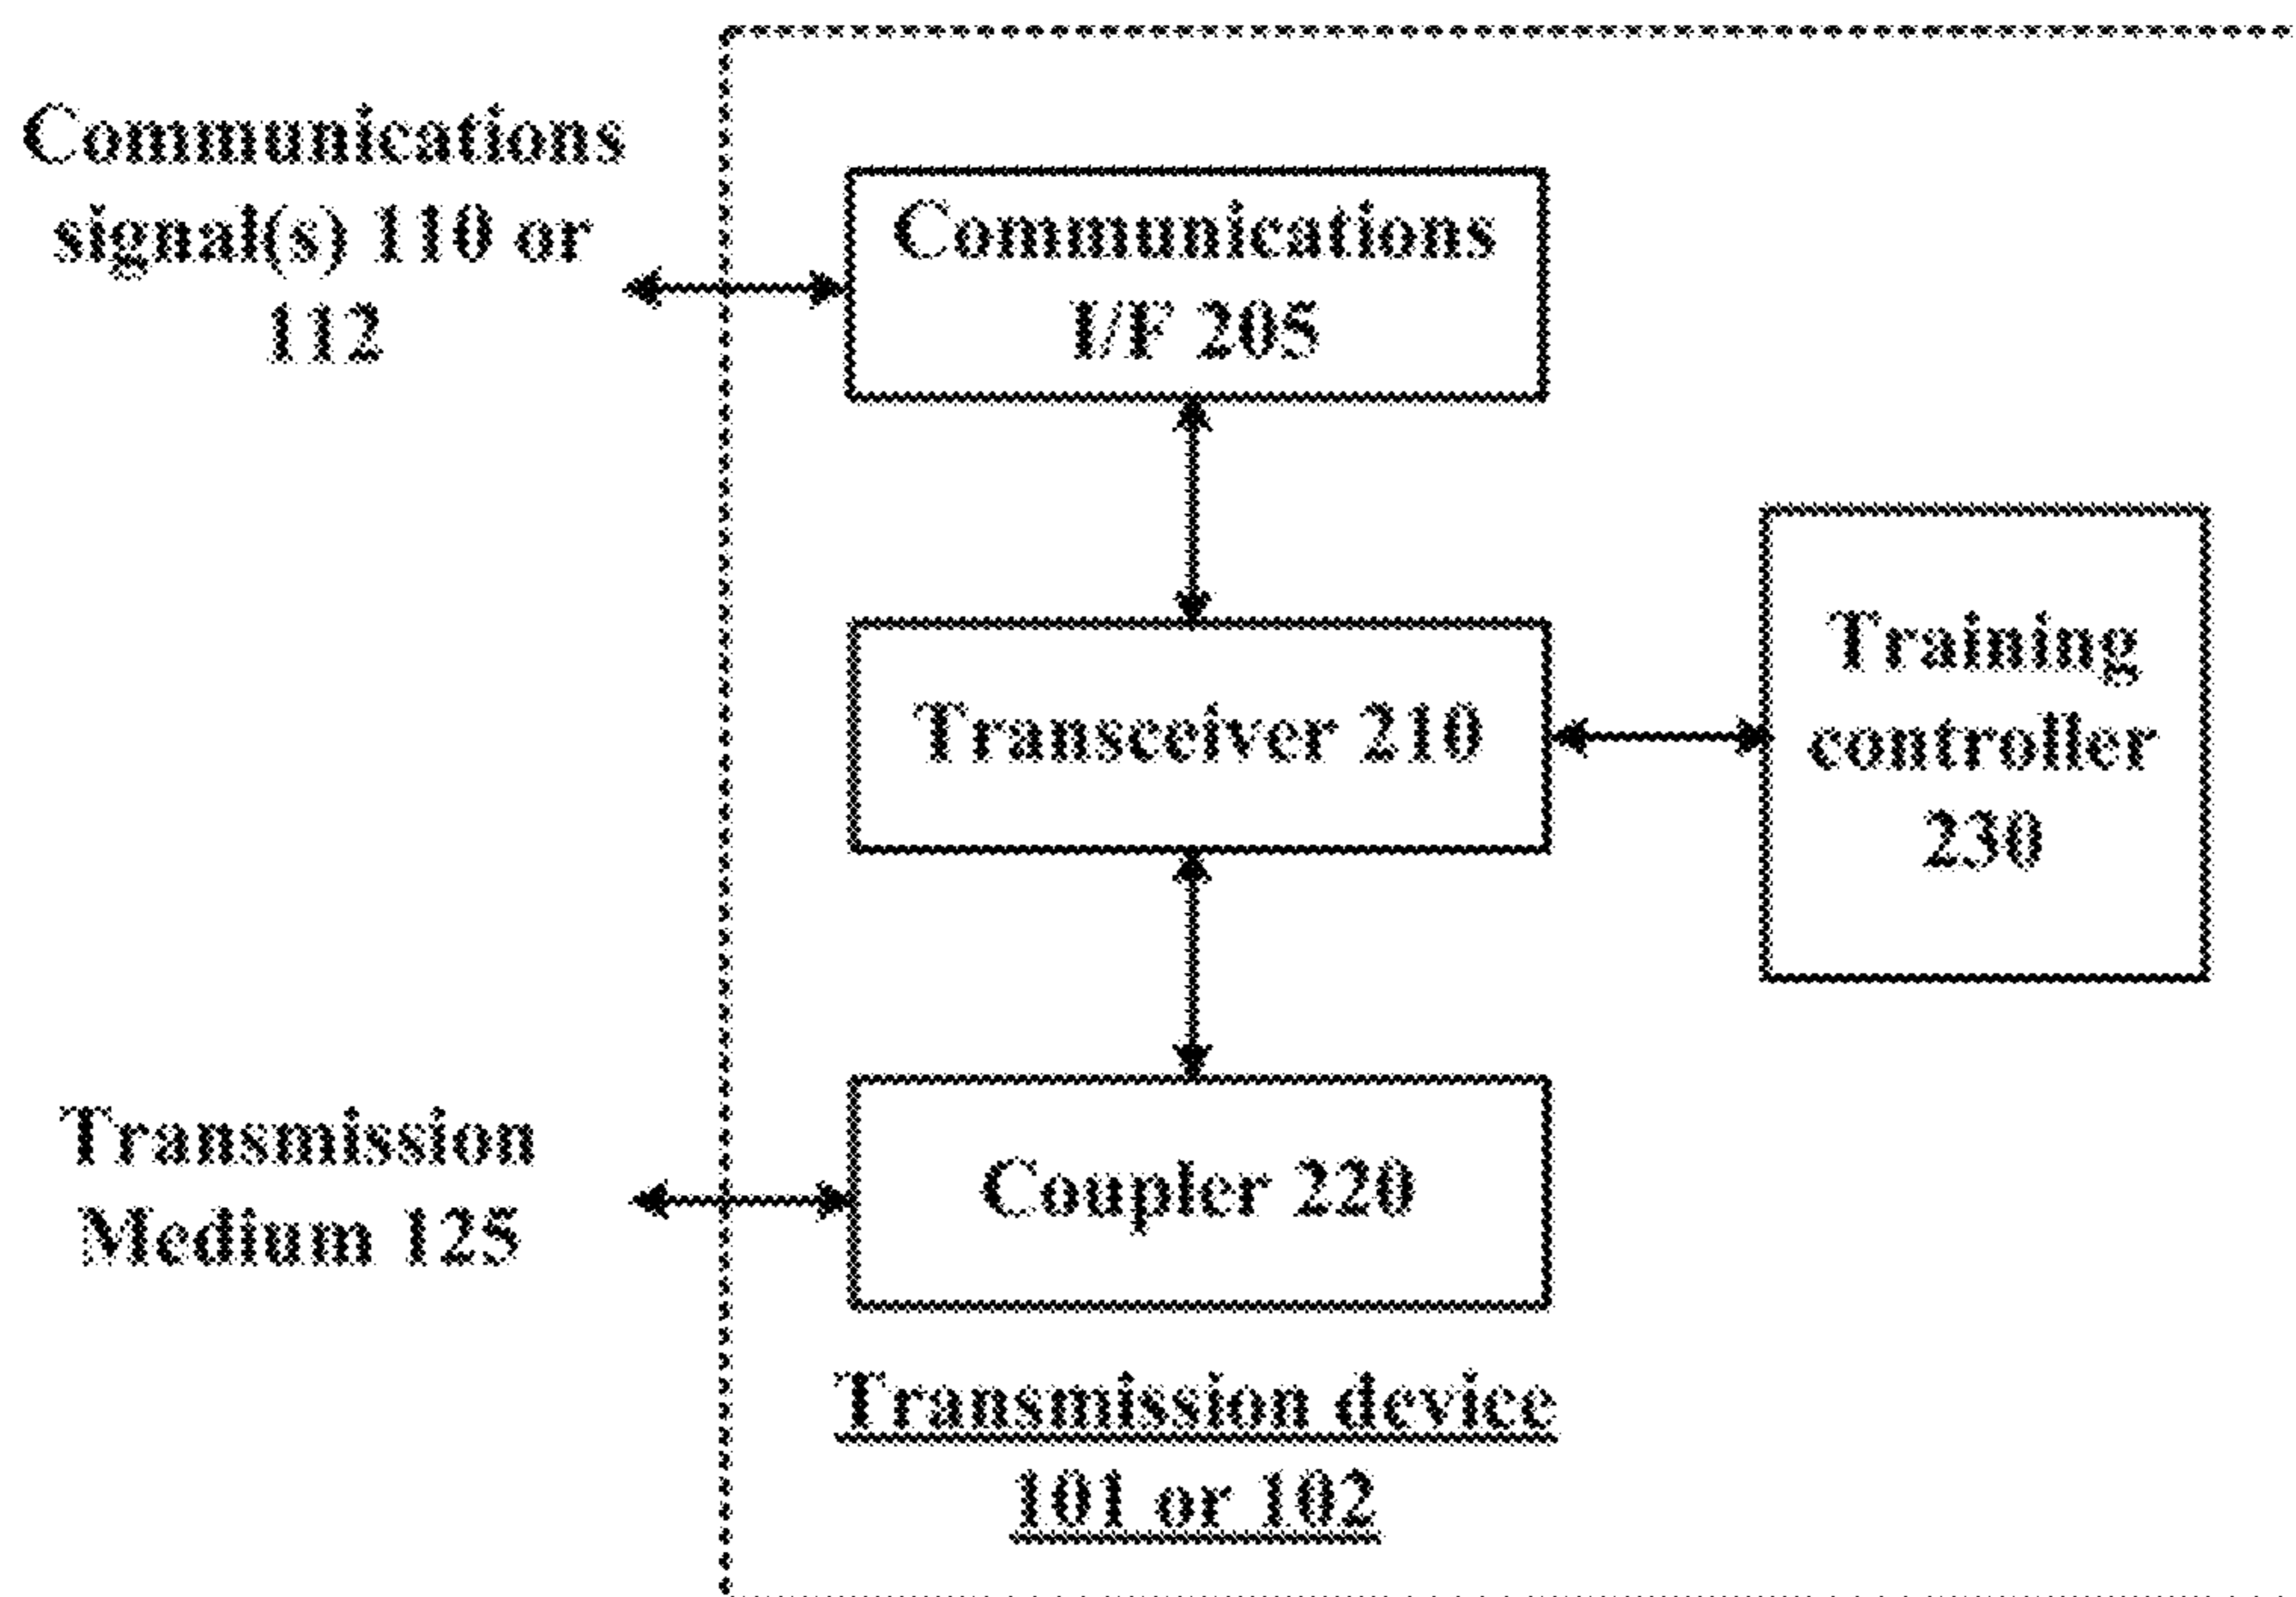 Communications
signal(s) 110 or
112
Communications
I/F 205
Transceiver 210
Training
controller
230
Transmission
Medium 125
Coupler 220
Transmission device
101 or 102